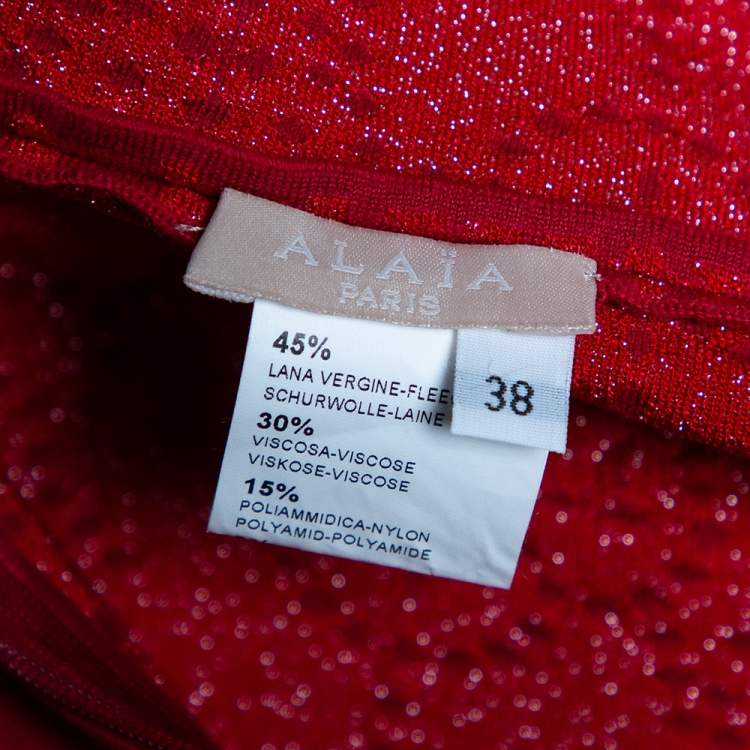 ALAÏA
PARIS
45%
LANA VERGINE-FLEE
38
SCHURWOLLE-LAINE
30%
VISCOSA-VISCOSE
VISKOSE-VISCOSE
15%
POLIAMMIDICA-NYLON
POLYAMID-POLYAMIDE